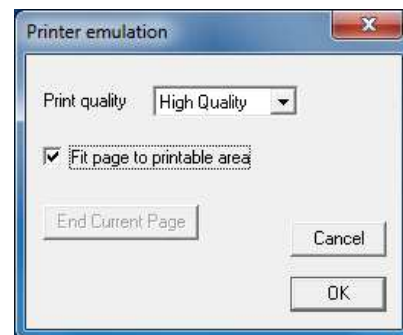 Printer emulation
Print quality High Quality
Fit page to printable area
End Current Page
Cancel
OK